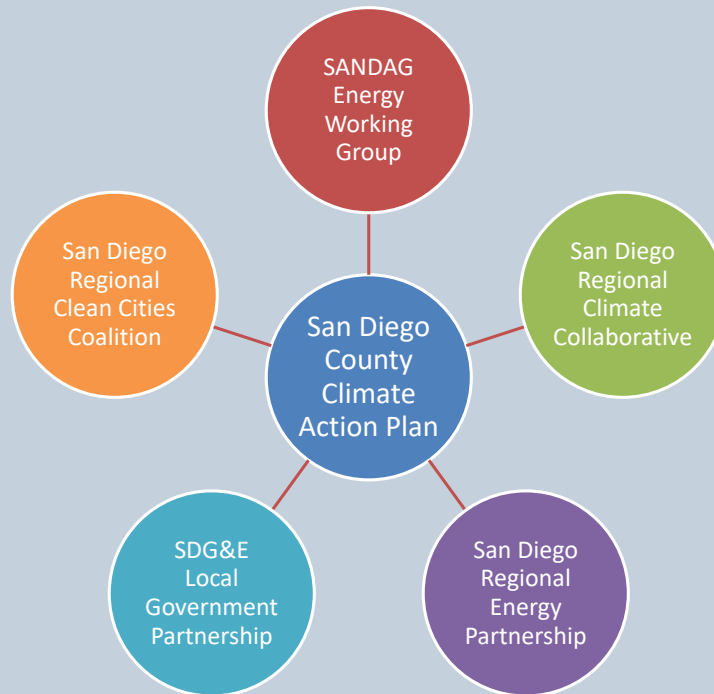 SANDAG
Energy
Working
Group
San Diego
Regional
Clean Cities
Coalition
San Diego
Regional
Climate
Collaborative
San Diego
County
Climate
Action Plan
SDG&E
Local
Government
Partnership
San Diego
Regional
Energy
Partnership